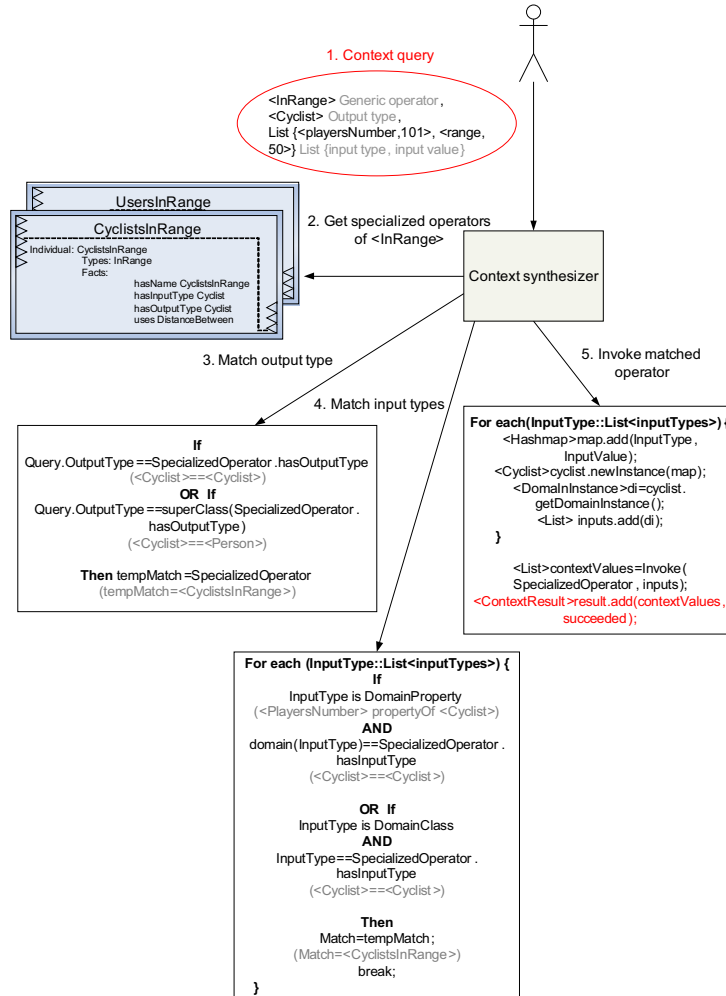 1. Context query
<InRange> Generic operator,
<Cyclist> Output type,
List {<playersNumber,101>, <range,
50>} List {input type, input value}
UsersInRange
CyclistsInRange
Individual: CyclistsInRange
Types: InRange
Facts:
hasName CyclistsInRange
hasInputType Cyclist
hasOutputType Cyclist
uses DistanceBetween
2. Get specialized operators
of <InRange>
Context synthesizer
3. Match output type
4. Match input types
5. Invoke matched
operator
If
Query.OutputType==SpecializedOperator.hasOutputType
(<Cyclist>==<Cyclist>)
OR If
Query.OutputType==superClass(SpecializedOperator.
hasOutputType)
(<Cyclist>==<Person>)
Then tempMatch=SpecializedOperator
(tempMatch=<CyclistsInRange>)
For each(InputType::List<inputTypes>) {
<Hashmap>map.add(InputType,
InputValue);
<Cyclist>cyclist.newInstance(map);
<DomaInInstance>di=cyclist.
getDomainInstance();
<List> inputs.add(di);
}
<List>contextValues=Invoke(
SpecializedOperator, inputs);
<ContextResult>result.add(contextValues,
succeeded);
For each (InputType::List<inputTypes>) {
If
InputType is DomainProperty
(<PlayersNumber> propertyOf <Cyclist>)
AND
domain(InputType)==SpecializedOperator.
hasInputType
(<Cyclist>==<Cyclist>)
OR If
InputType is DomainClass
AND
InputType==SpecializedOperator.
hasInputType
(<Cyclist>==<Cyclist>)
Then
Match=tempMatch;
(Match=<CyclistsInRange>)
break;
}